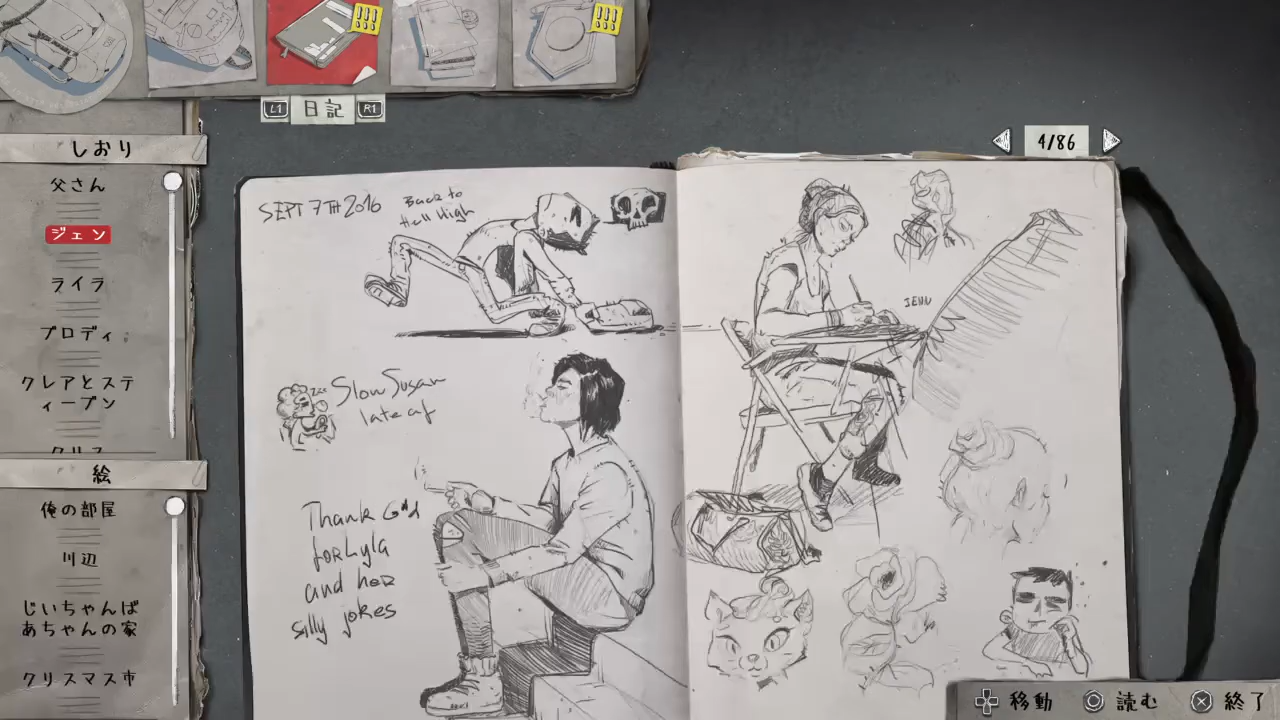 L1 日記 R1
4/86
しおり
父さん
ジェン
ライラ
ブロディ
クレアとステ
ィーブン
クリス
絵
俺の部屋
川辺
じいちゃんば
あちゃんの家
クリスマス市
SEPT 7TH 2016
Back to
Hell High
Slow Susan
late af
Thank God
for Lyla
and her
silly jokes
JENN
移動
読む
終了